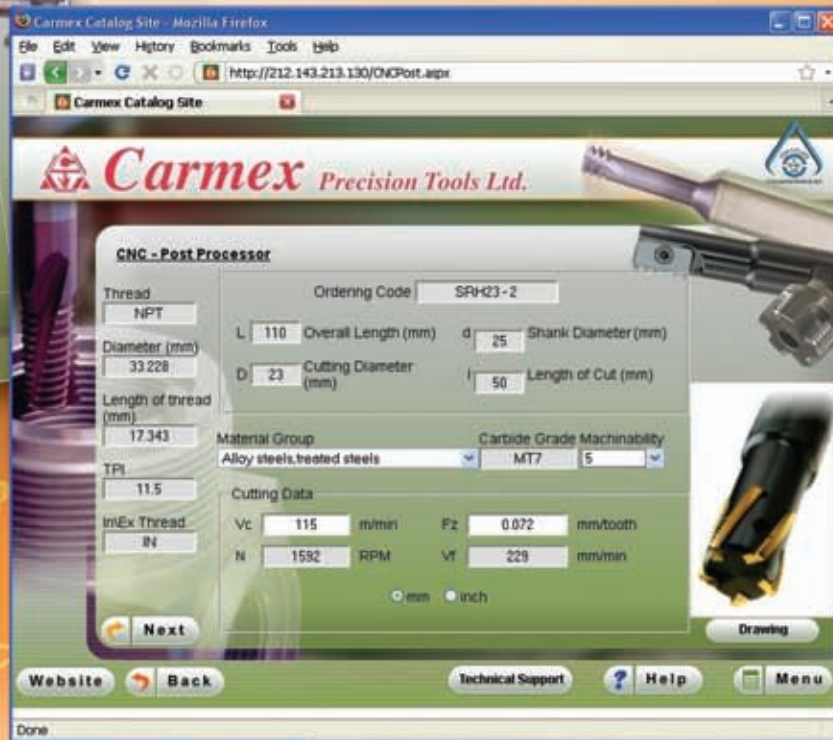 Carmex Catalog Site - Mozilla Firefox
File Edit View History Bookmarks Tools Help
http://212.143.213.130/CNCPost.aspx
Carmex Catalog Site
Carmex Precision Tools Ltd.
CNC - Post Processor
Thread
NPT
Diameter (mm)
33.228
Length of thread
(mm)
17.343
TPI
11.5
In\Ex Thread
IN
Next
Ordering Code SRH23-2
L 110 Overall Length (mm) d 25 Shank Diameter (mm)
D 23 Cutting Diameter (mm) l 50 Length of Cut (mm)
Material Group Carbide Grade Machinability
Alloy steels,treated steels MT7 5
Cutting Data
Vc 115 m/min Fz 0.072 mm/tooth
N 1592 RPM Vf 229 mm/min
mm inch
Drawing
Website Back Technical Support ? Help Menu
Done